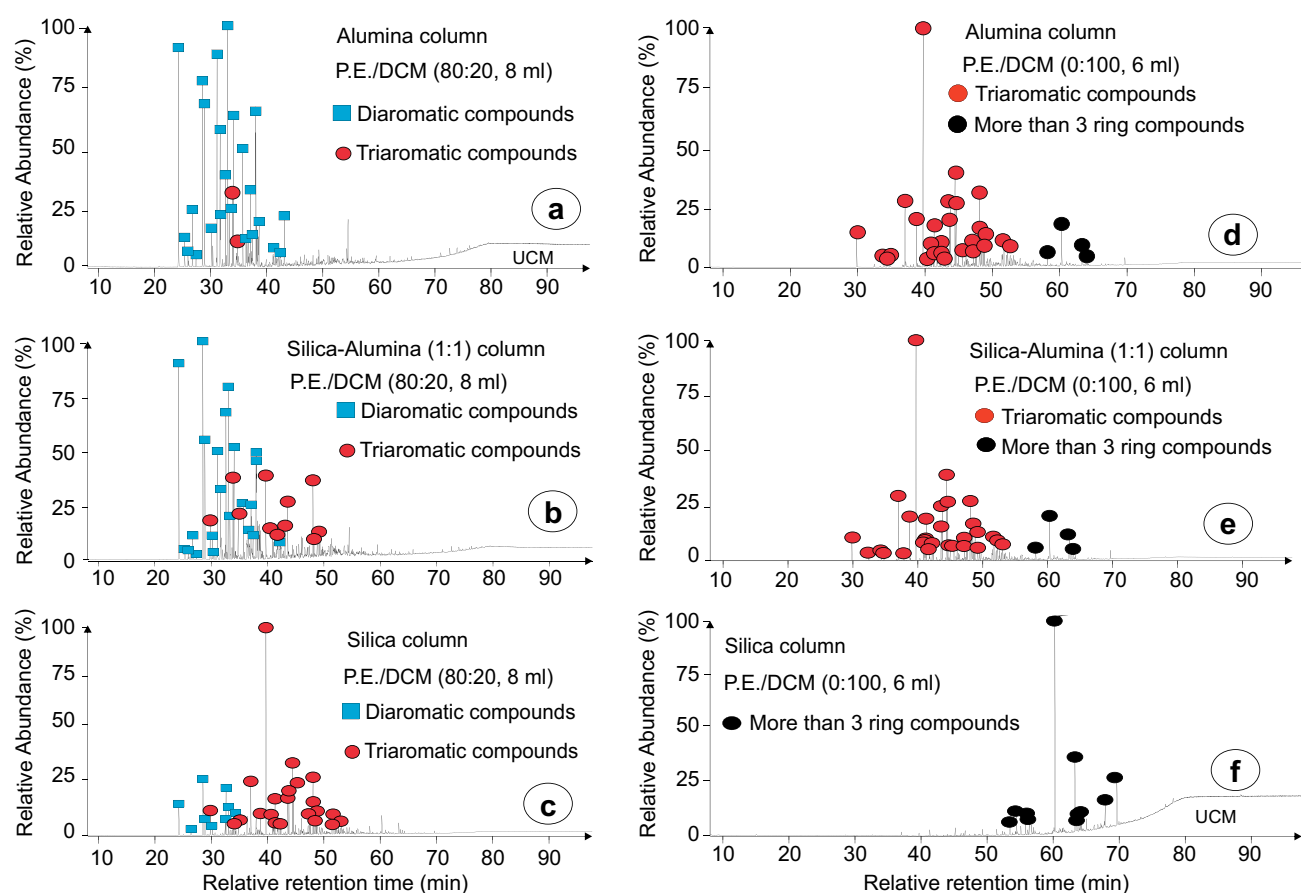 Relative Abundance (%)
100
75
50
25
0
Alumina column
P.E./DCM (80:20, 8 ml)
Diaromatic compounds
Triaromatic compounds
a
UCM
10 20 30 40 50 60 70 80 90
Relative Abundance (%)
100
75
50
25
0
Silica-Alumina (1:1) column
P.E./DCM (80:20, 8 ml)
Diaromatic compounds
Triaromatic compounds
b
10 20 30 40 50 60 70 80 90
Relative Abundance (%)
100
75
50
25
0
Silica column
P.E./DCM (80:20, 8 ml)
Diaromatic compounds
Triaromatic compounds
c
10 20 30 40 50 60 70 80 90
Relative retention time (min)
Relative Abundance (%)
100
75
50
25
0
Alumina column
P.E./DCM (0:100, 6 ml)
Triaromatic compounds
More than 3 ring compounds
d
10 20 30 40 50 60 70 80 90
Relative Abundance (%)
100
75
50
25
0
Silica-Alumina (1:1) column
P.E./DCM (0:100, 6 ml)
Triaromatic compounds
More than 3 ring compounds
e
10 20 30 40 50 60 70 80 90
Relative Abundance (%)
100
75
50
25
0
Silica column
P.E./DCM (0:100, 6 ml)
More than 3 ring compounds
f
UCM
10 20 30 40 50 60 70 80 90
Relative retention time (min)